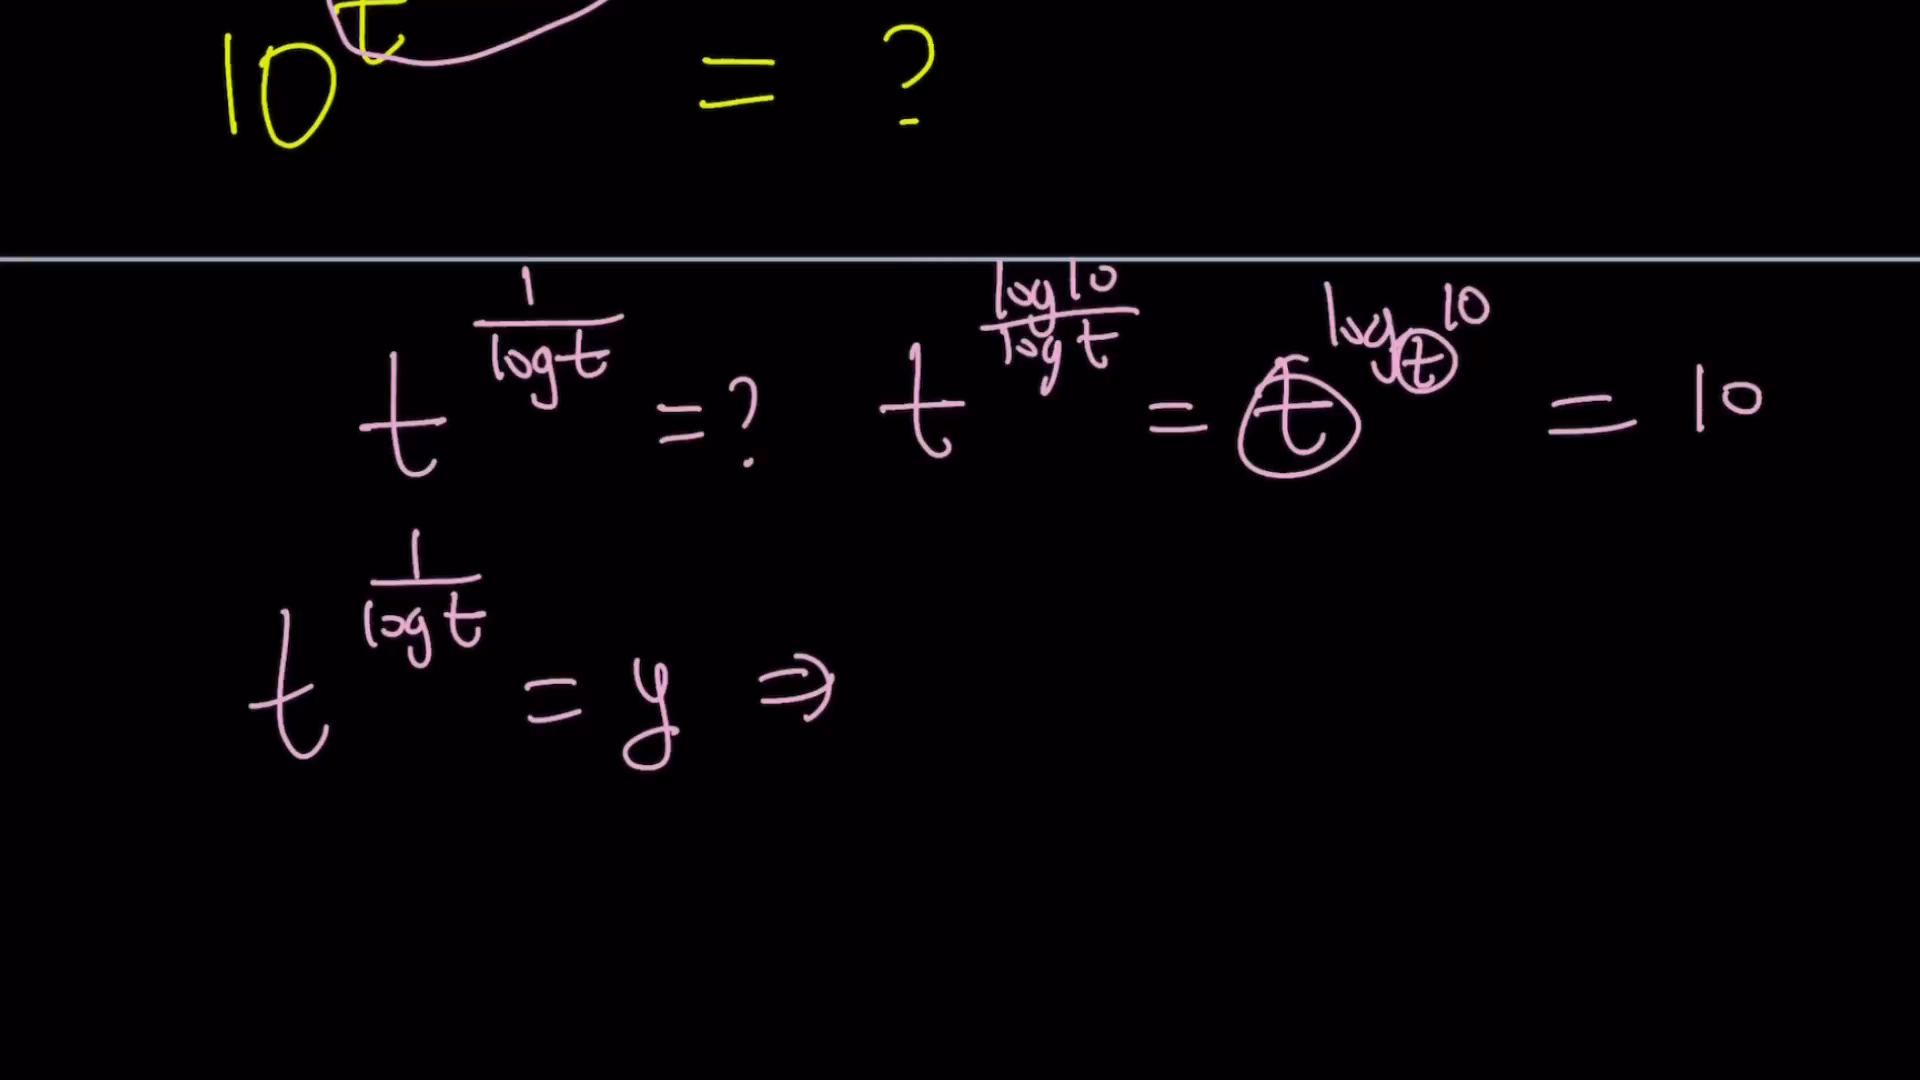 10^t = ?
t^(1/log t) = ? t^(log 10/log t) = t^(log_t 10) = 10
t^(1/log t) = y ⇒